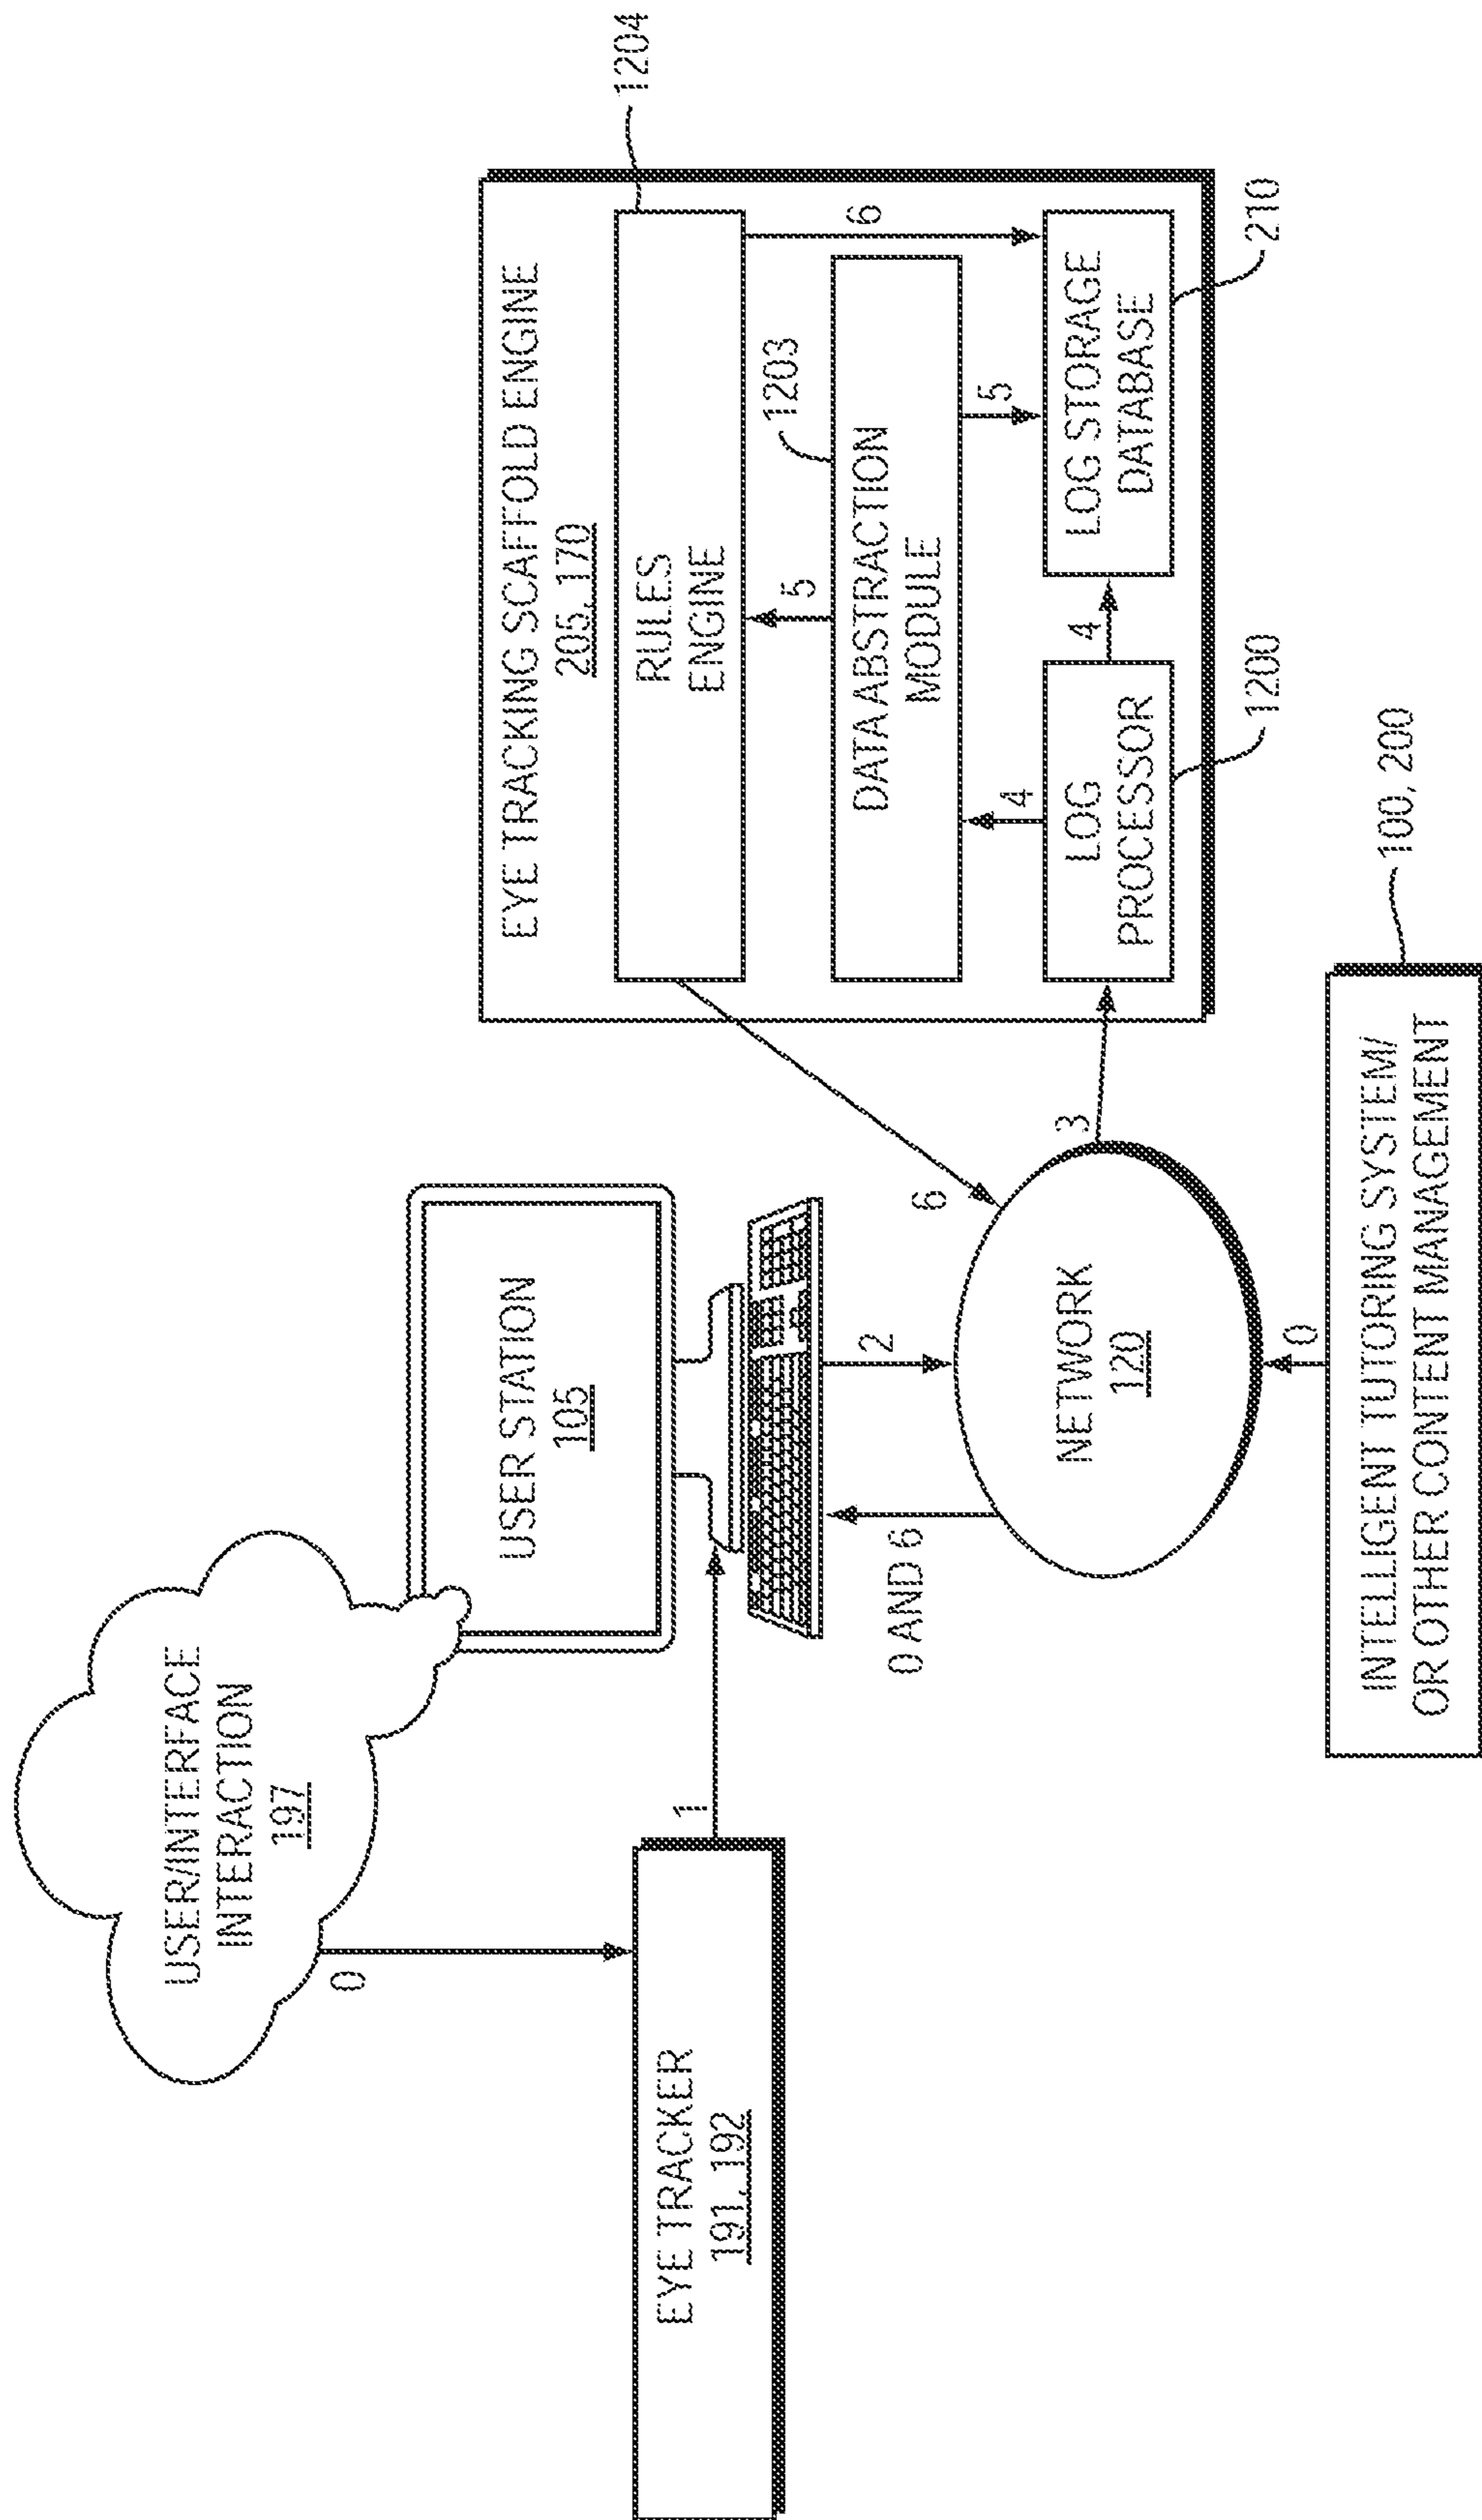 USER/INTERFACE
INTERACTION
197
0
EYE TRACKER
191, 192
1
USER STATION
105
0 AND 6
2
NETWORK
120
6
3
0
INTELLIGENT TUTORING SYSTEM/
OR OTHER CONTENT MANAGEMENT
100, 200
EYE TRACKING SCAFFOLD ENGINE
205, 170
RULES
ENGINE
1204
5
6
1203
DATA ABSTRACTION
MODULE
4
5
LOG
PROCESSOR
4
LOG STORAGE
DATABASE
1200
210